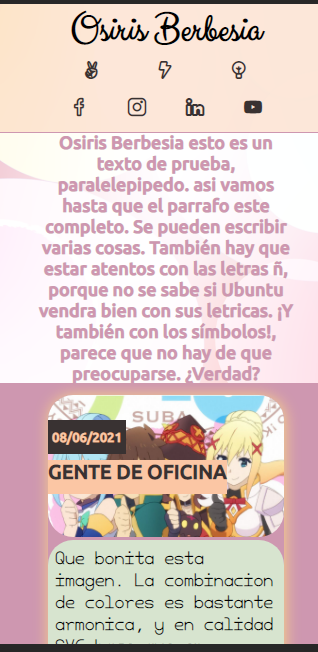 Osiris Berbesia
Osiris Berbesia esto es un
texto de prueba,
paralelepipedo. asi vamos
hasta que el parrafo este
completo. Se pueden escribir
varias cosas. También hay que
estar atentos con las letras ñ,
porque no se sabe si Ubuntu
vendra bien con sus letricas. ¡Y
también con los símbolos!,
parece que no hay de que
preocuparse. ¿Verdad?
SUBA
08/06/2021
GENTE DE OFICINA
Que bonita esta
imagen. La combinacion
de colores es bastante
armonica, y en calidad